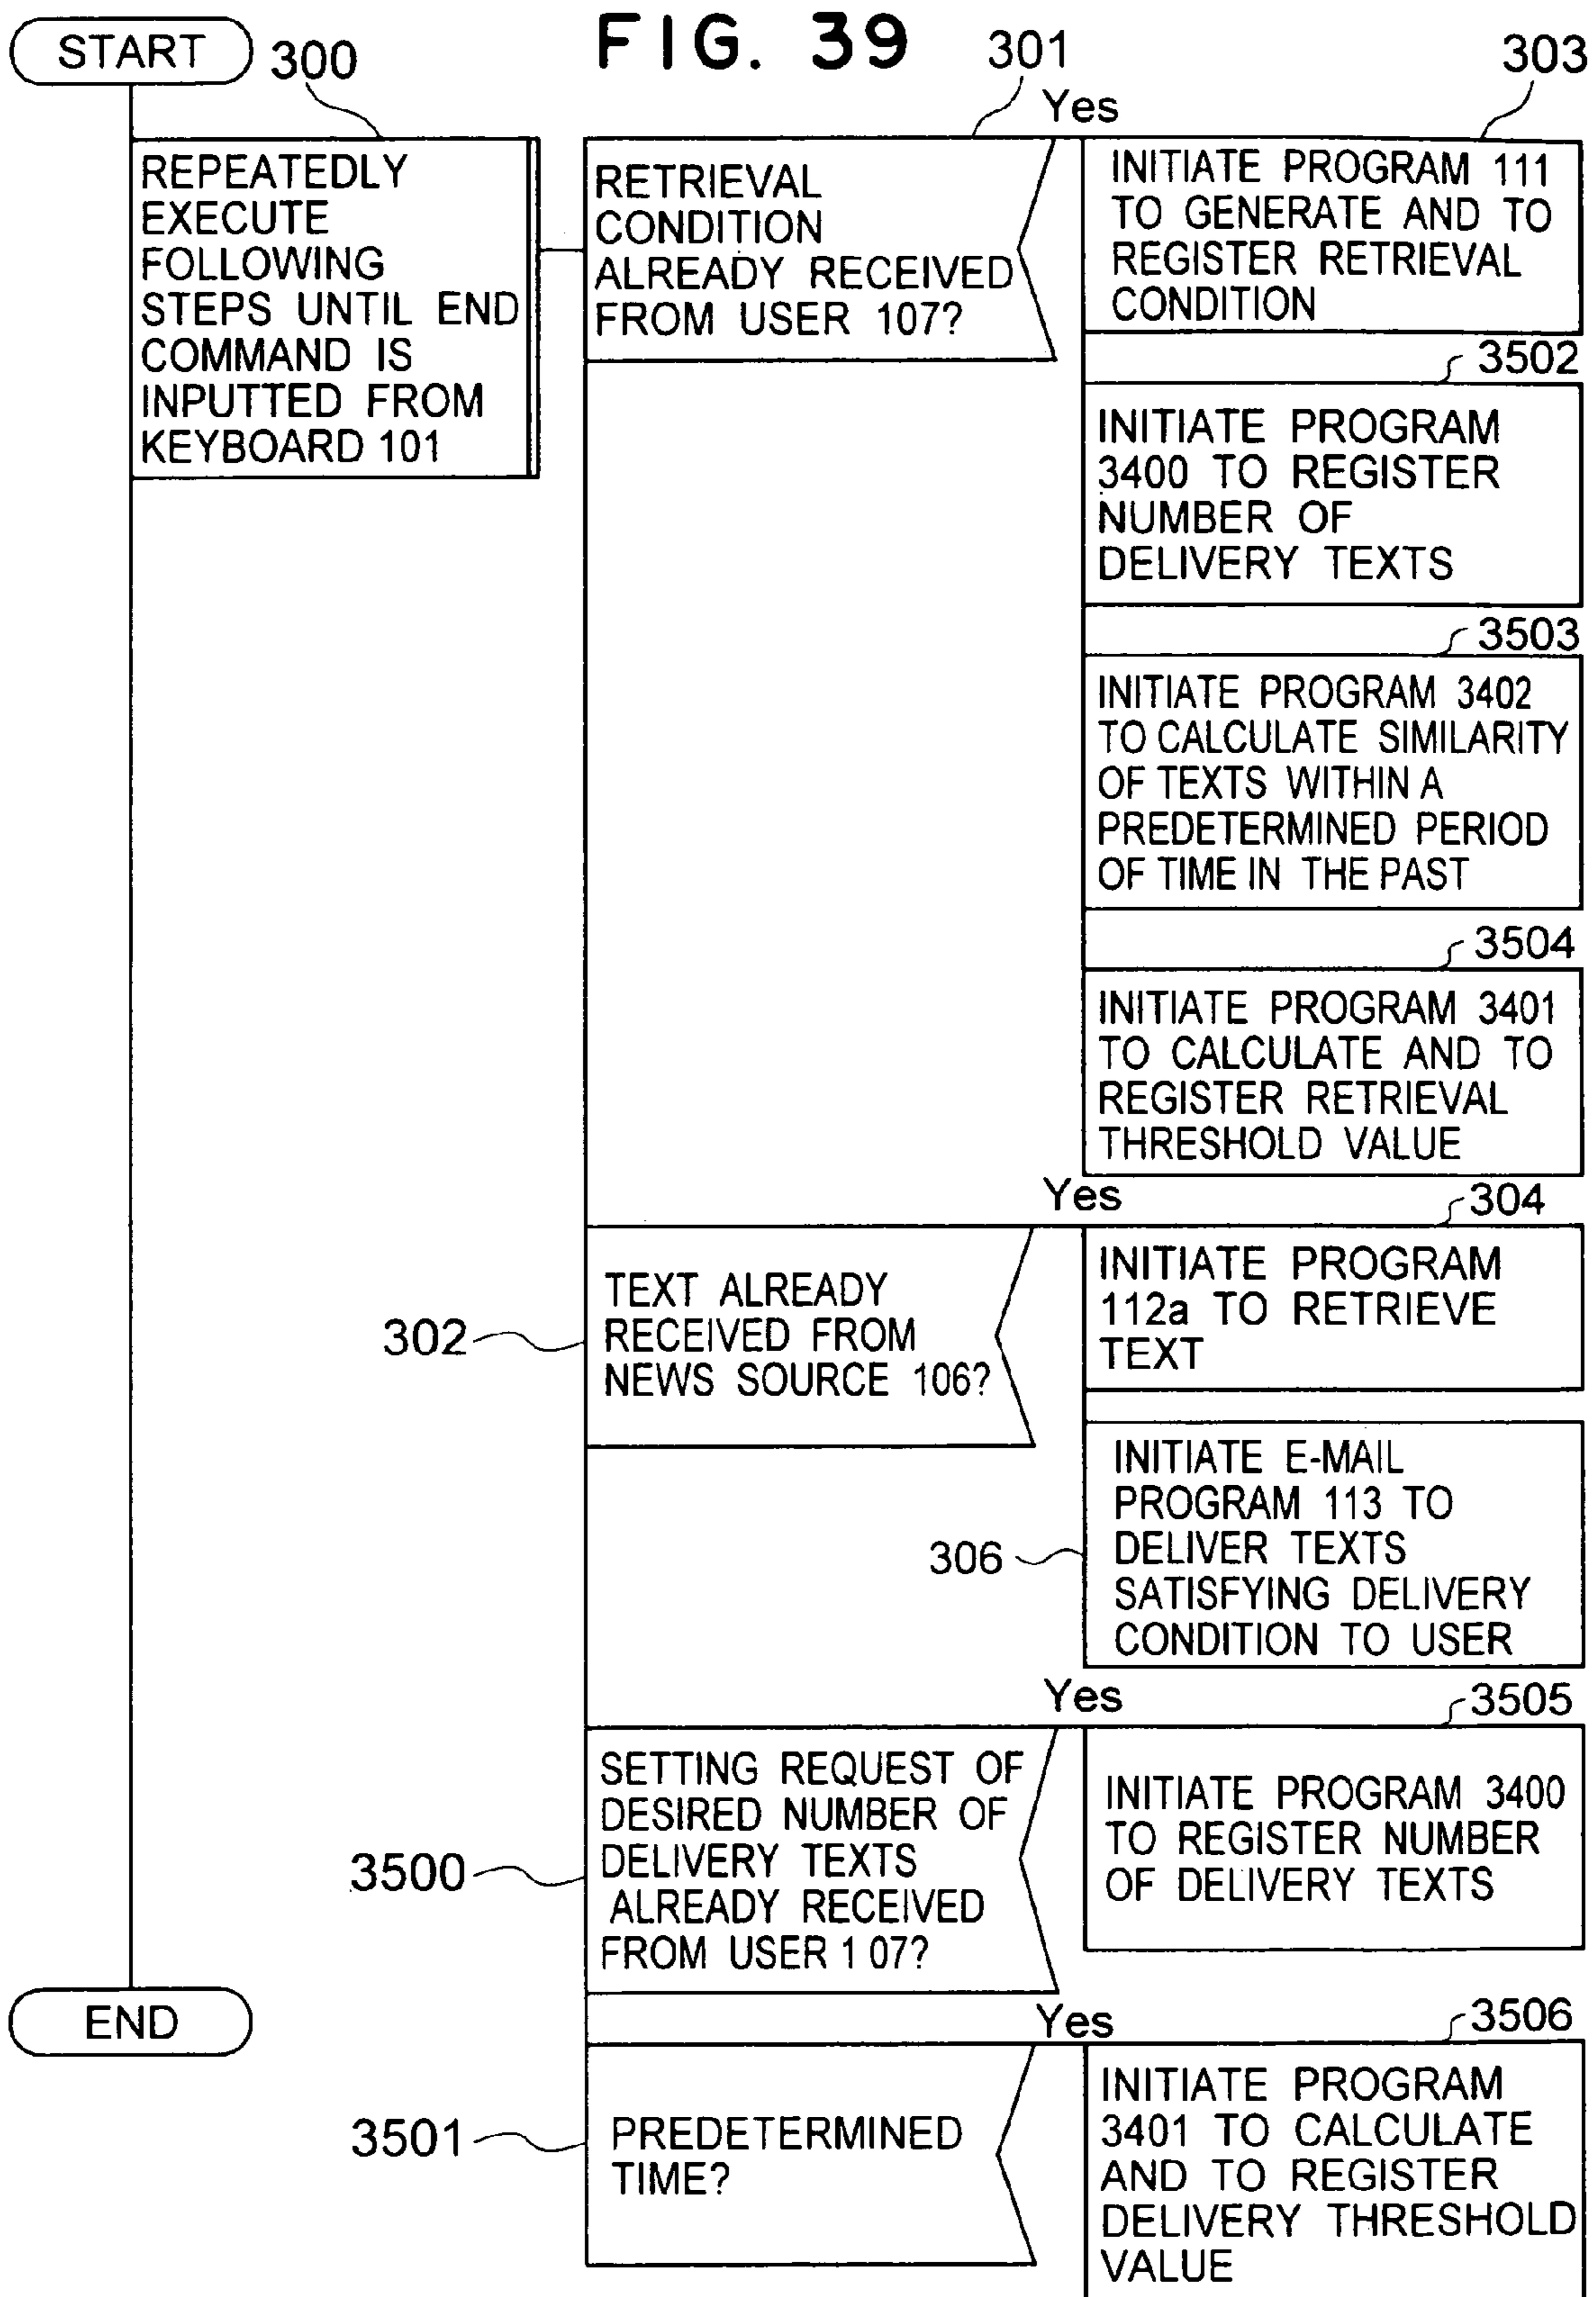 FIG. 39
START
300
301
Yes
303
REPEATEDLY
EXECUTE
FOLLOWING
STEPS UNTIL END
COMMAND IS
INPUTTED FROM
KEYBOARD 101
RETRIEVAL
CONDITION
ALREADY RECEIVED
FROM USER 107?
INITIATE PROGRAM 111
TO GENERATE AND TO
REGISTER RETRIEVAL
CONDITION
3502
INITIATE PROGRAM
3400 TO REGISTER
NUMBER OF
DELIVERY TEXTS
3503
INITIATE PROGRAM 3402
TO CALCULATE SIMILARITY
OF TEXTS WITHIN A
PREDETERMINED PERIOD
OF TIME IN THE PAST
3504
INITIATE PROGRAM 3401
TO CALCULATE AND TO
REGISTER RETRIEVAL
THRESHOLD VALUE
Yes
304
302
TEXT ALREADY
RECEIVED FROM
NEWS SOURCE 106?
INITIATE PROGRAM
112a TO RETRIEVE
TEXT
306
INITIATE E-MAIL
PROGRAM 113 TO
DELIVER TEXTS
SATISFYING DELIVERY
CONDITION TO USER
Yes
3505
3500
SETTING REQUEST OF
DESIRED NUMBER OF
DELIVERY TEXTS
ALREADY RECEIVED
FROM USER 1 07?
INITIATE PROGRAM 3400
TO REGISTER NUMBER
OF DELIVERY TEXTS
END
Yes
3506
3501
PREDETERMINED
TIME?
INITIATE PROGRAM
3401 TO CALCULATE
AND TO REGISTER
DELIVERY THRESHOLD
VALUE